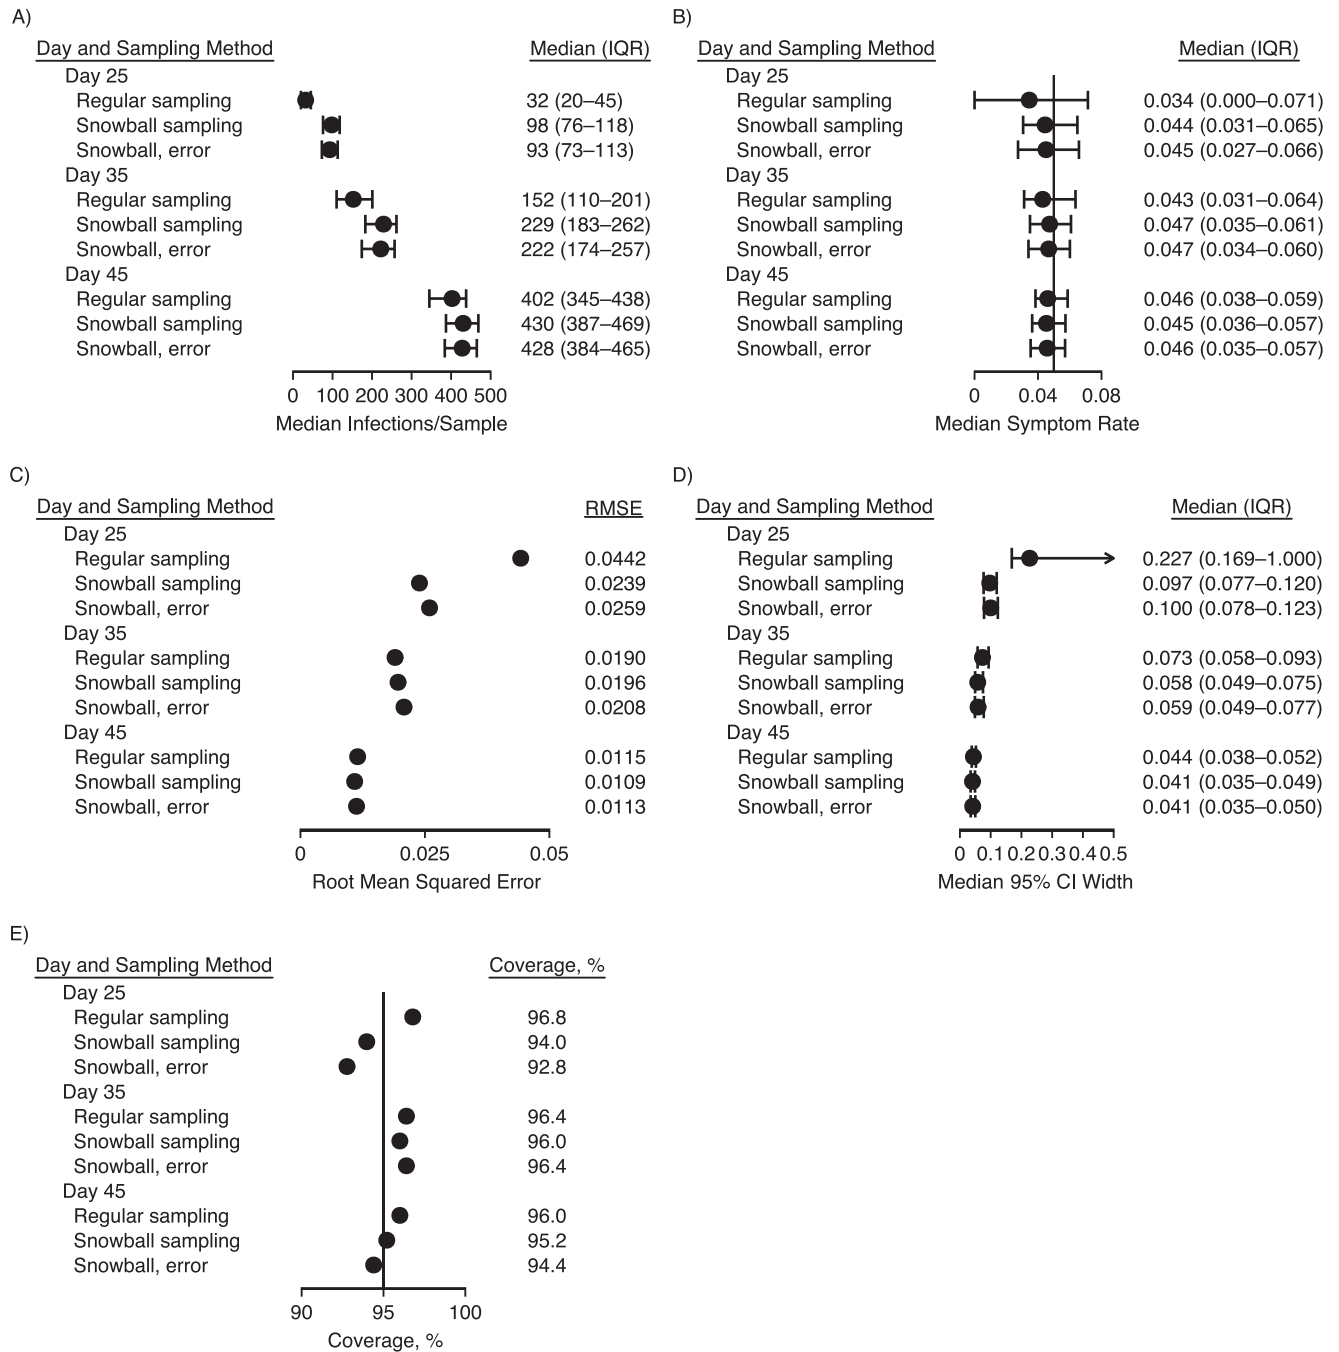 A)
Day and Sampling Method Median (IQR)
Day 25
Regular sampling 32 (20–45)
Snowball sampling 98 (76–118)
Snowball, error 93 (73–113)
Day 35
Regular sampling 152 (110–201)
Snowball sampling 229 (183–262)
Snowball, error 222 (174–257)
Day 45
Regular sampling 402 (345–438)
Snowball sampling 430 (387–469)
Snowball, error 428 (384–465)
0 100 200 300 400 500
Median Infections/Sample
B)
Day and Sampling Method Median (IQR)
Day 25
Regular sampling 0.034 (0.000–0.071)
Snowball sampling 0.044 (0.031–0.065)
Snowball, error 0.045 (0.027–0.066)
Day 35
Regular sampling 0.043 (0.031–0.064)
Snowball sampling 0.047 (0.035–0.061)
Snowball, error 0.047 (0.034–0.060)
Day 45
Regular sampling 0.046 (0.038–0.059)
Snowball sampling 0.045 (0.036–0.057)
Snowball, error 0.046 (0.035–0.057)
0 0.04 0.08
Median Symptom Rate
C)
Day and Sampling Method RMSE
Day 25
Regular sampling 0.0442
Snowball sampling 0.0239
Snowball, error 0.0259
Day 35
Regular sampling 0.0190
Snowball sampling 0.0196
Snowball, error 0.0208
Day 45
Regular sampling 0.0115
Snowball sampling 0.0109
Snowball, error 0.0113
0 0.025 0.05
Root Mean Squared Error
D)
Day and Sampling Method Median (IQR)
Day 25
Regular sampling 0.227 (0.169–1.000)
Snowball sampling 0.097 (0.077–0.120)
Snowball, error 0.100 (0.078–0.123)
Day 35
Regular sampling 0.073 (0.058–0.093)
Snowball sampling 0.058 (0.049–0.075)
Snowball, error 0.059 (0.049–0.077)
Day 45
Regular sampling 0.044 (0.038–0.052)
Snowball sampling 0.041 (0.035–0.049)
Snowball, error 0.041 (0.035–0.050)
0 0.1 0.2 0.3 0.4 0.5
Median 95% CI Width
E)
Day and Sampling Method Coverage, %
Day 25
Regular sampling 96.8
Snowball sampling 94.0
Snowball, error 92.8
Day 35
Regular sampling 96.4
Snowball sampling 96.0
Snowball, error 96.4
Day 45
Regular sampling 96.0
Snowball sampling 95.2
Snowball, error 94.4
90 95 100
Coverage, %